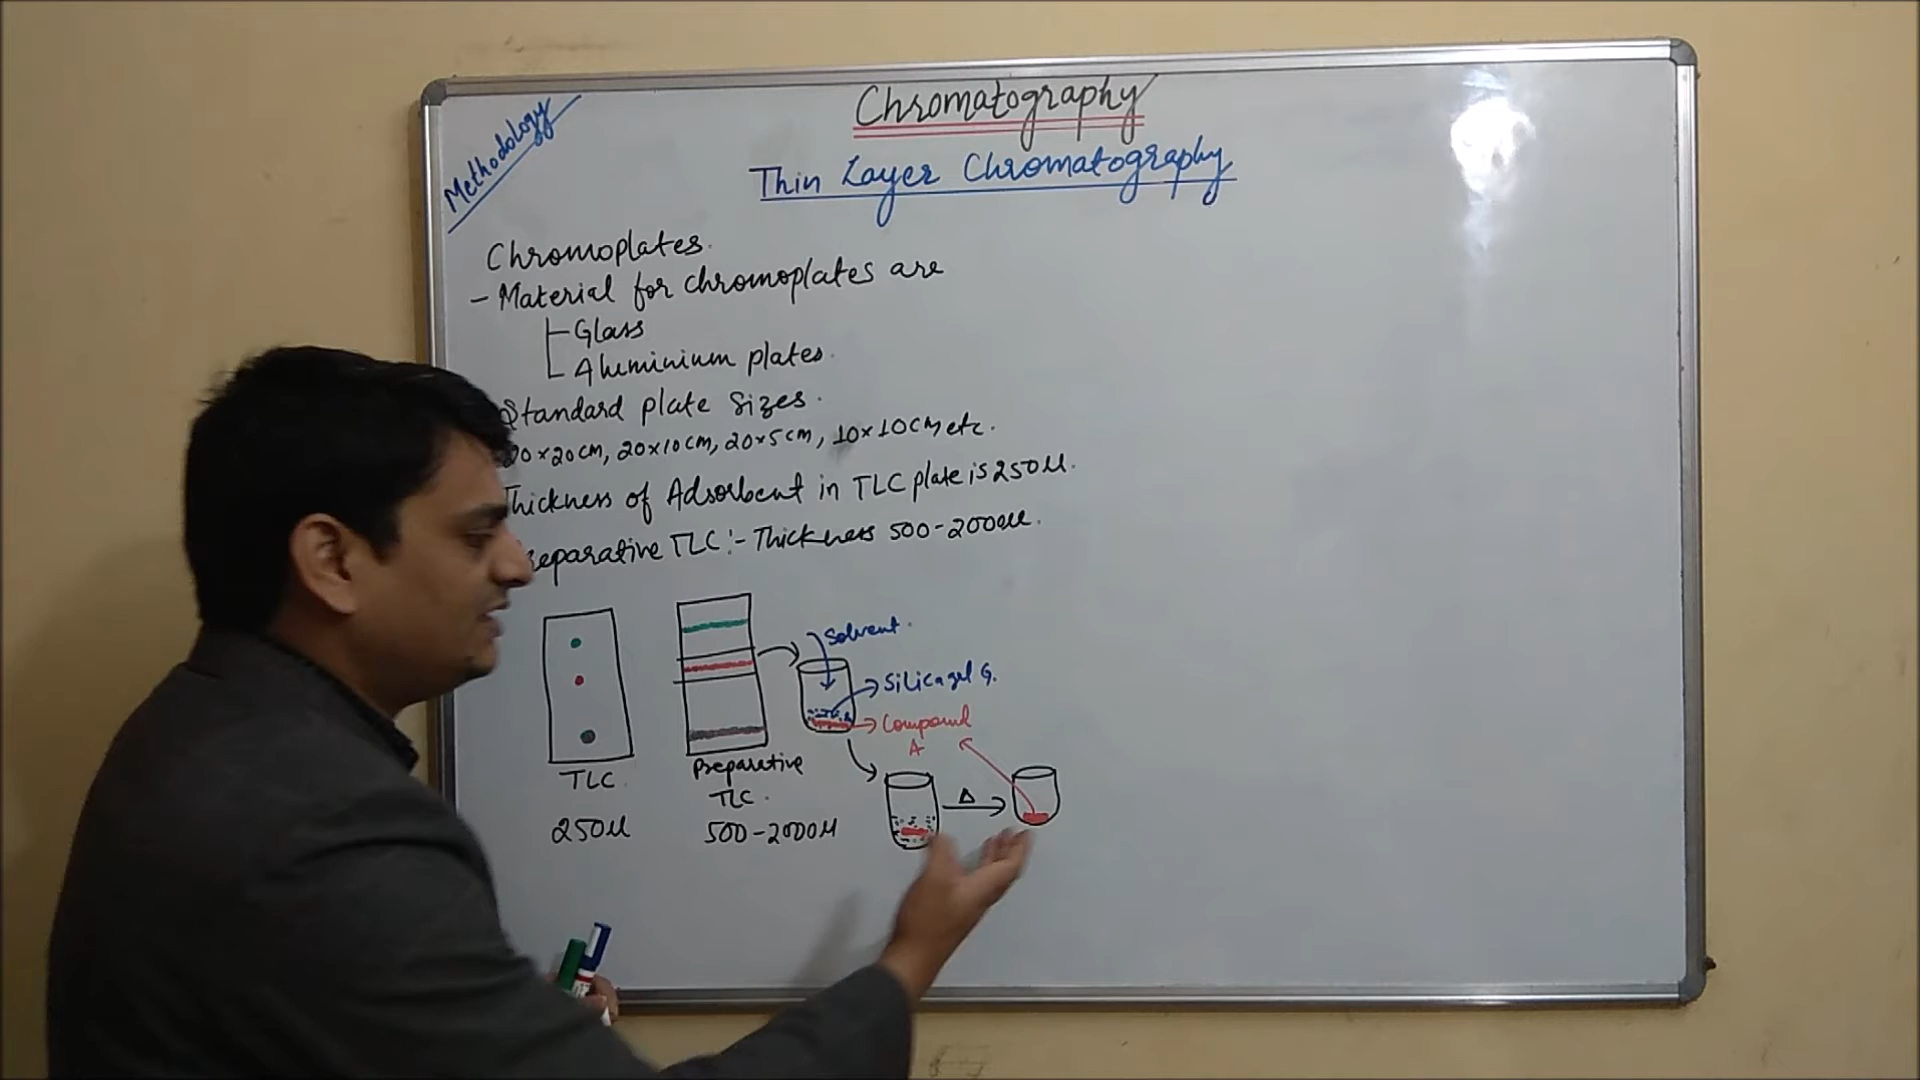 Methodology
Chromatography
Thin Layer Chromatography
Chromoplates.
- Material for chromoplates are
Glass
Aluminium plates.
Standard plate sizes.
20×20cm, 20×10cm, 20×5cm, 10×10cm etc.
Thickness of Adsorbent in TLC plate is 250μ.
Preparative TLC :- Thickness 500-2000μ.
Solvent.
Silica gel G.
Compound
A
TLC.
250μ
Preparative
TLC.
500-2000μ
Δ